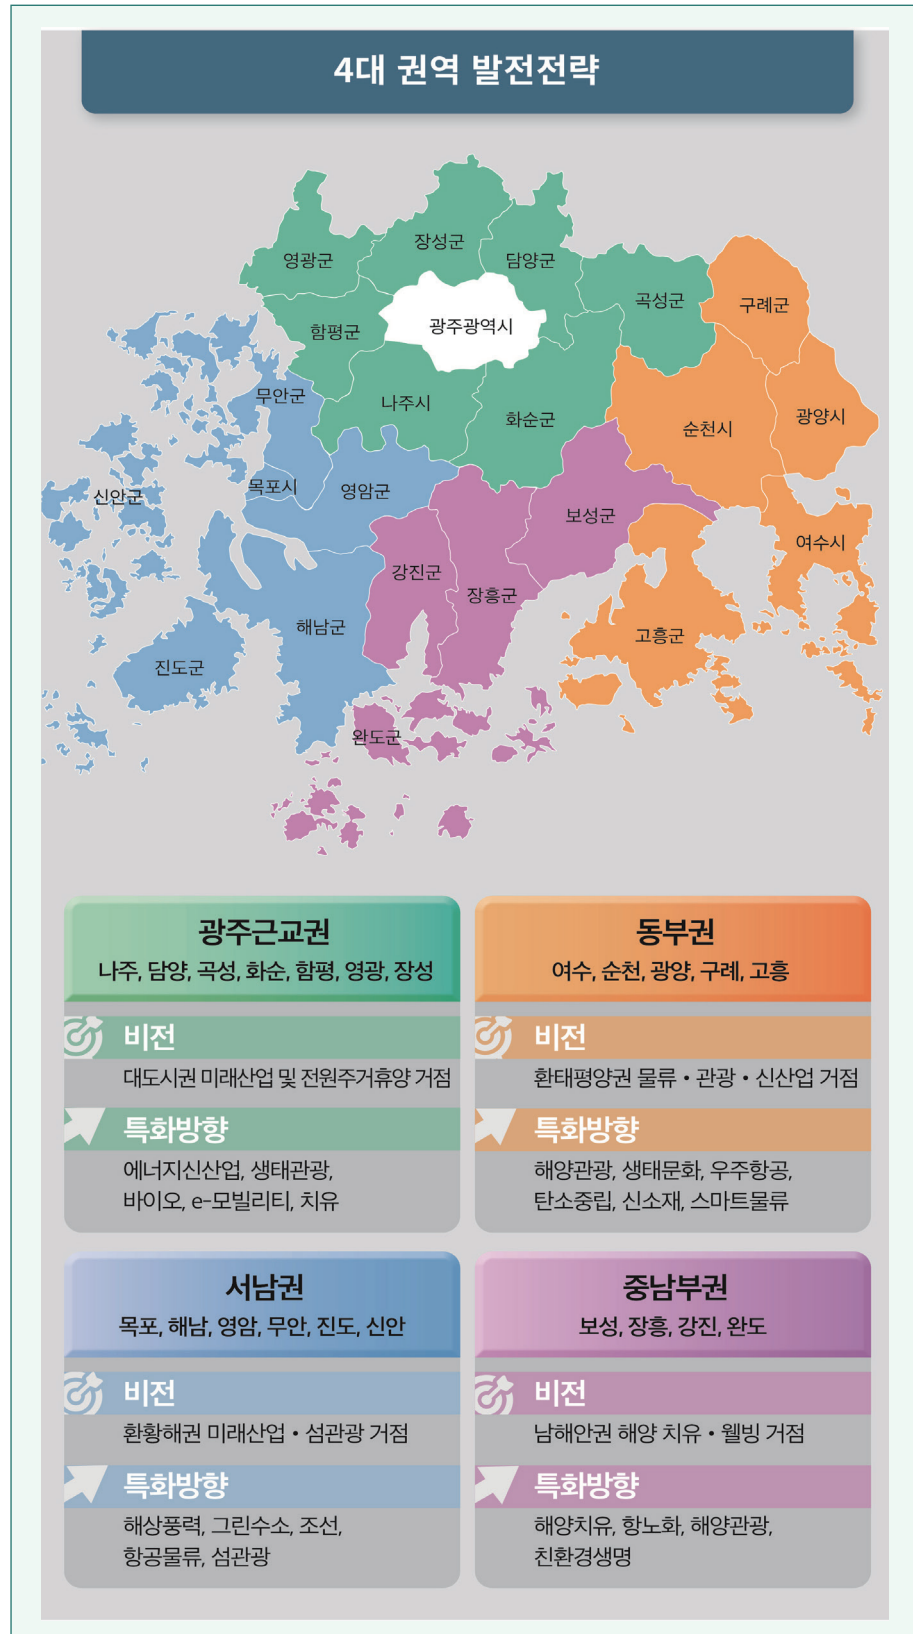 4대 권역 발전전략
영광군
장성군
담양군
곡성군
구례군
함평군
광주광역시
무안군
나주시
화순군
순천시
광양시
신안군
목포시
영암군
보성군
여수시
강진군
장흥군
해남군
고흥군
진도군
완도군
광주근교권
나주, 담양, 곡성, 화순, 함평, 영광, 장성
비전
대도시권 미래산업 및 전원주거휴양 거점
특화방향
에너지신산업, 생태관광,
바이오, e-모빌리티, 치유
동부권
여수, 순천, 광양, 구례, 고흥
비전
환태평양권 물류・관광・신산업 거점
특화방향
해양관광, 생태문화, 우주항공,
탄소중립, 신소재, 스마트물류
서남권
목포, 해남, 영암, 무안, 진도, 신안
비전
환황해권 미래산업・섬관광 거점
특화방향
해상풍력, 그린수소, 조선,
항공물류, 섬관광
중남부권
보성, 장흥, 강진, 완도
비전
남해안권 해양 치유・웰빙 거점
특화방향
해양치유, 항노화, 해양관광,
친환경생명